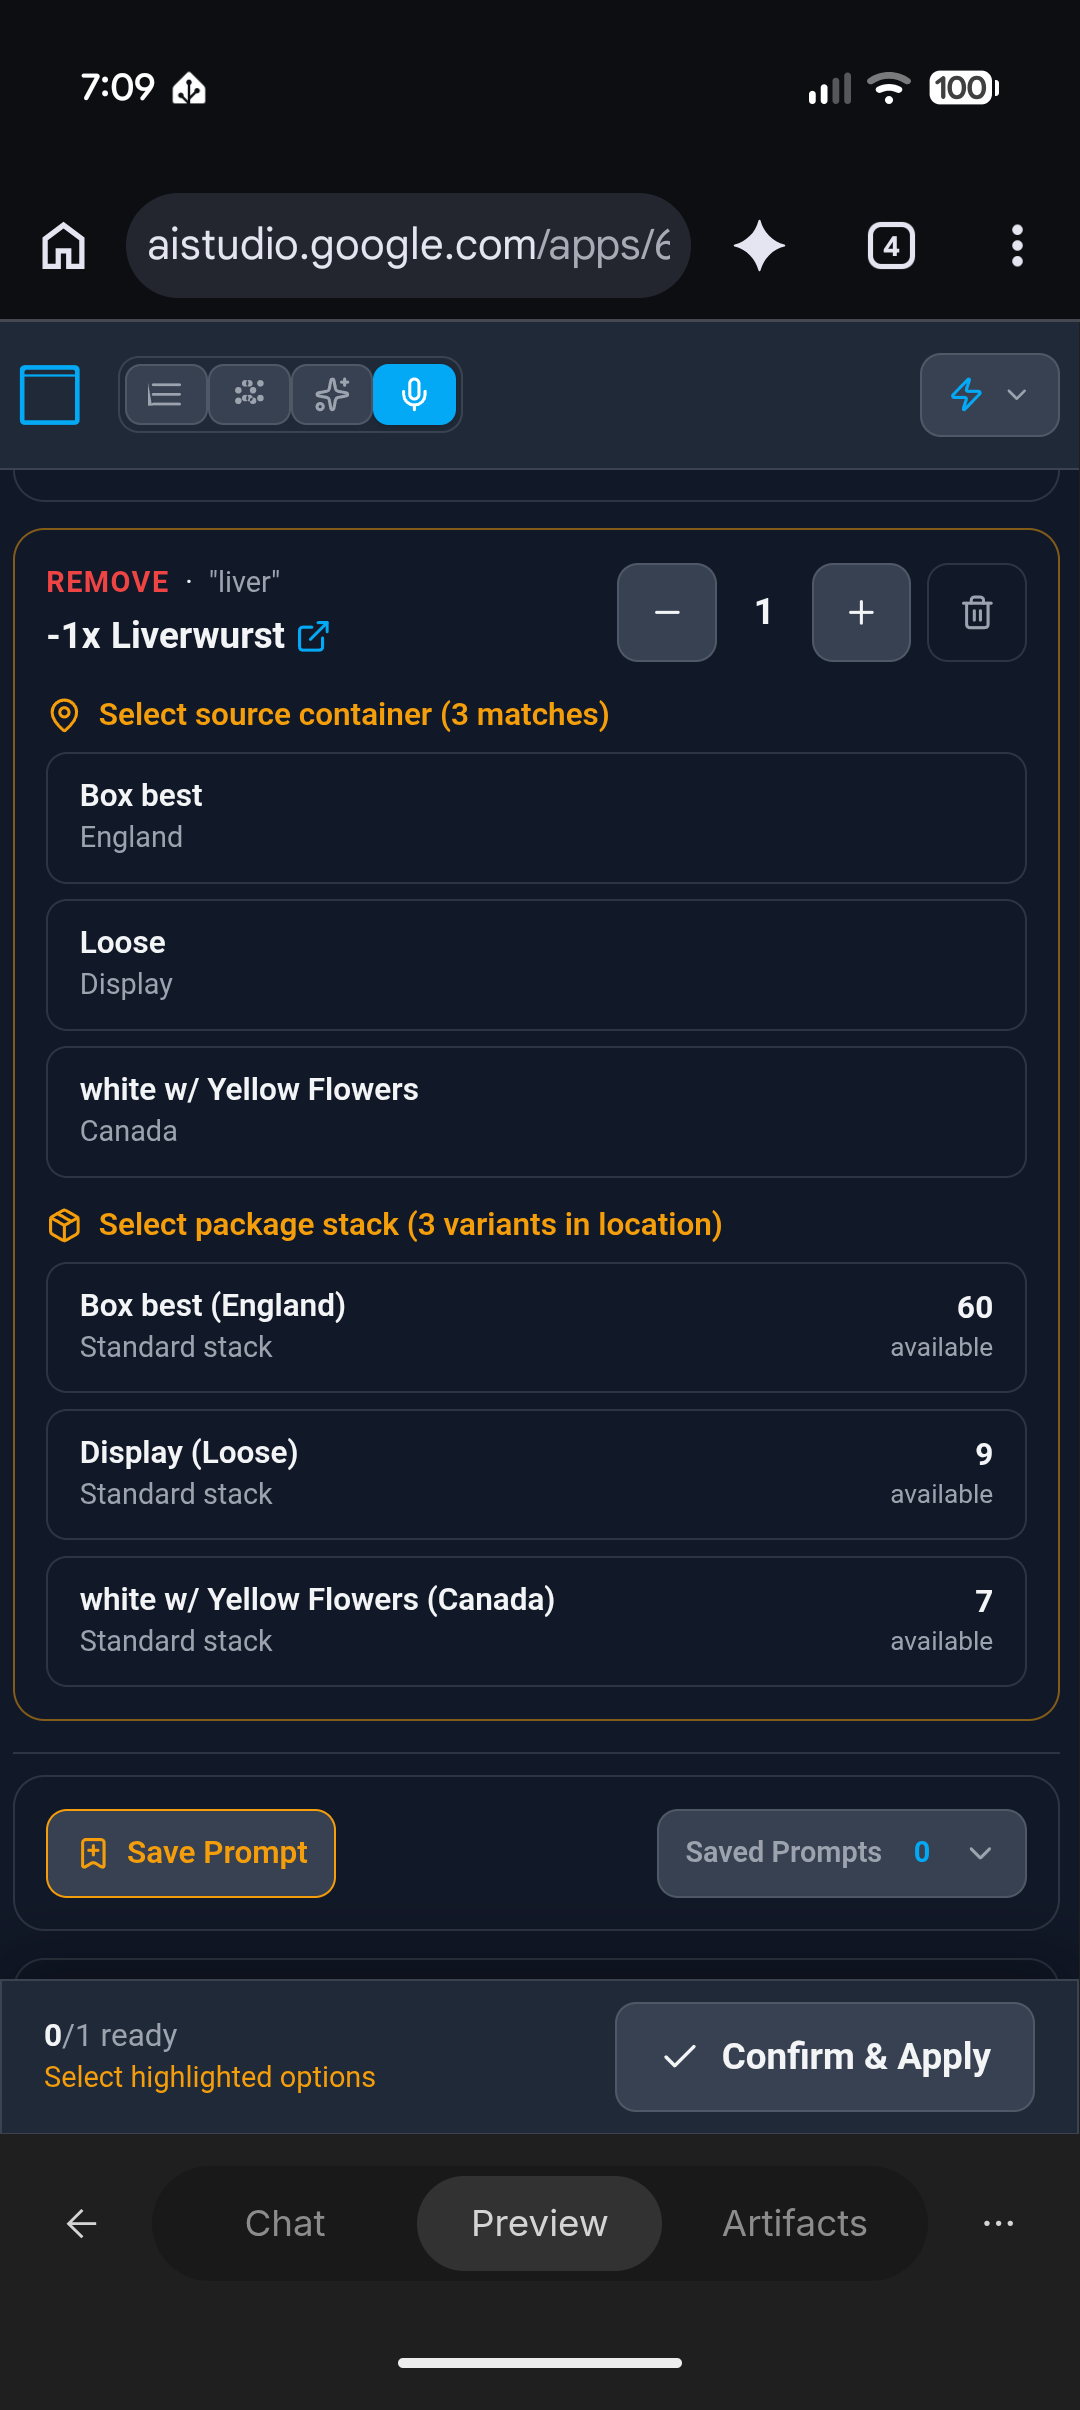 7:09
100
aistudio.google.com/apps/6
4
REMOVE · "liver"
-1x Liverwurst
1
Select source container (3 matches)
Box best
England
Loose
Display
white w/ Yellow Flowers
Canada
Select package stack (3 variants in location)
Box best (England)
60
Standard stack
available
Display (Loose)
9
Standard stack
available
white w/ Yellow Flowers (Canada)
7
Standard stack
available
Save Prompt
Saved Prompts 0
0/1 ready
Select highlighted options
Confirm & Apply
Chat
Preview
Artifacts